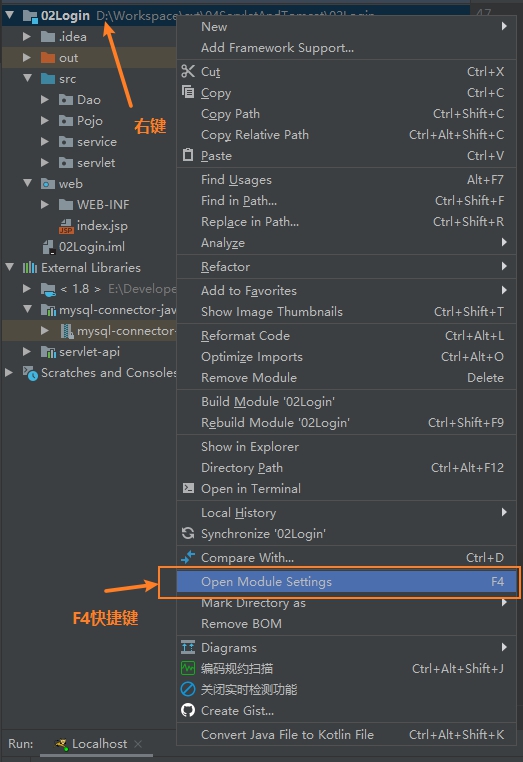 02Login D:\Workspace\
47
.idea
out
src
Dao
Pojo
service
servlet
web
WEB-INF
index.jsp
02Login.iml
External Libraries
< 1.8 > E:\Develope
mysql-connector-jav
mysql-connector-
servlet-api
Scratches and Consoles
右键
F4快捷键
New
Add Framework Support...
Cut Ctrl+X
Copy Ctrl+C
Copy Path Ctrl+Shift+C
Copy Relative Path Ctrl+Alt+Shift+C
Paste Ctrl+V
Find Usages Alt+F7
Find in Path... Ctrl+Shift+F
Replace in Path... Ctrl+Shift+R
Analyze
Refactor
Add to Favorites
Show Image Thumbnails Ctrl+Shift+T
Reformat Code Ctrl+Alt+L
Optimize Imports Ctrl+Alt+O
Remove Module Delete
Build Module '02Login'
Rebuild Module '02Login' Ctrl+Shift+F9
Show in Explorer
Directory Path Ctrl+Alt+F12
Open in Terminal
Local History
Synchronize '02Login'
Compare With... Ctrl+D
Open Module Settings F4
Mark Directory as
Remove BOM
Diagrams
编码规约扫描 Ctrl+Alt+Shift+J
关闭实时检测功能
Create Gist...
Convert Java File to Kotlin File Ctrl+Alt+Shift+K
Run: Localhost